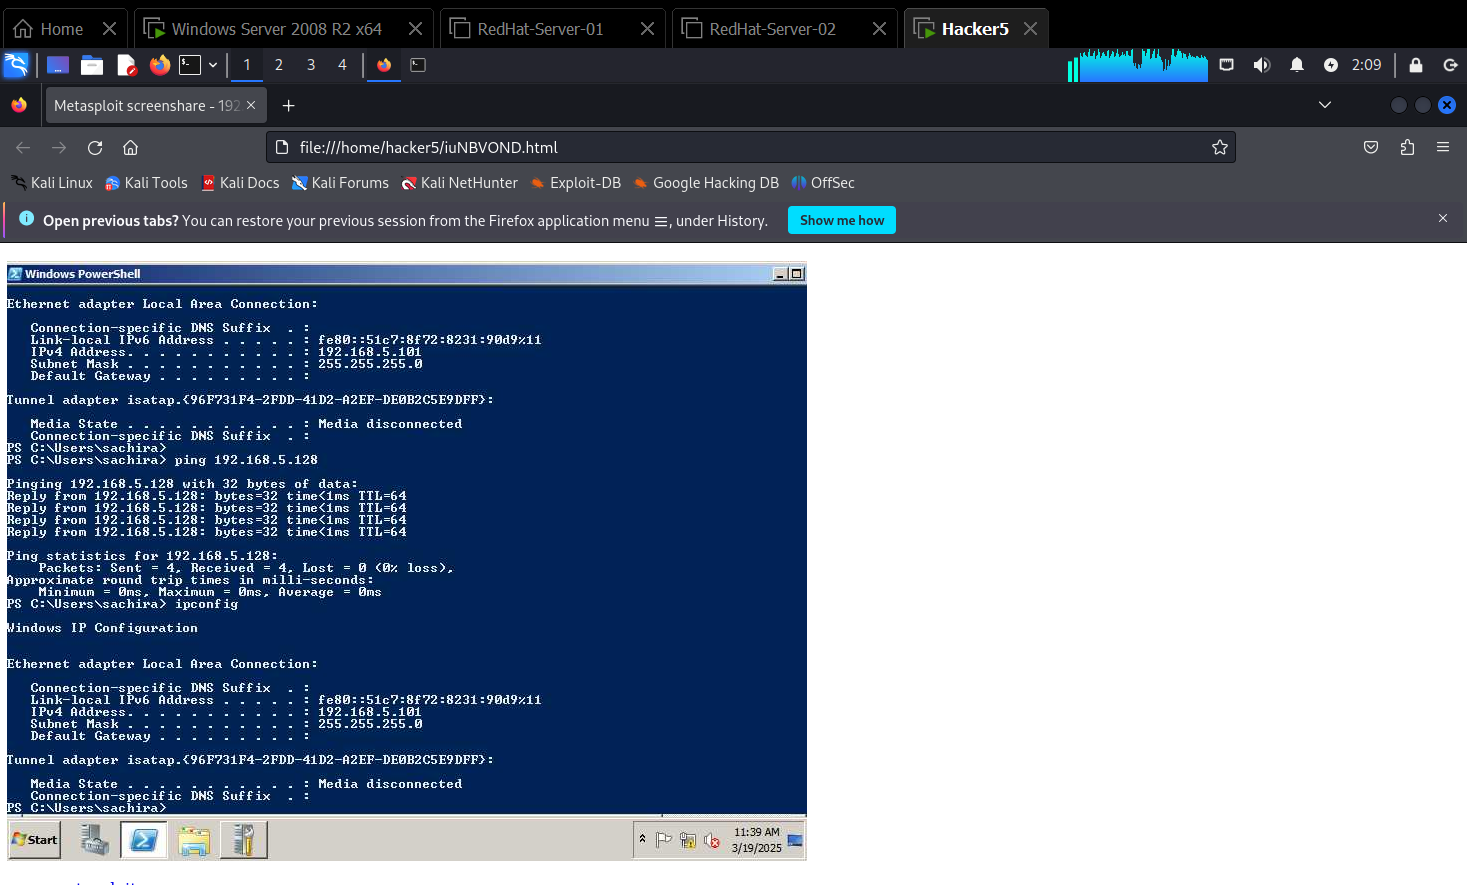 Home
Windows Server 2008 R2 x64
RedHat-Server-01
RedHat-Server-02
Hacker5
1 2 3 4
2:09
Metasploit screenshare - 192
file:///home/hacker5/iuNBVOND.html
Kali Linux
Kali Tools
Kali Docs
Kali Forums
Kali NetHunter
Exploit-DB
Google Hacking DB
OffSec
Open previous tabs? You can restore your previous session from the Firefox application menu ☰, under History.
Show me how
Windows PowerShell
Ethernet adapter Local Area Connection:
Connection-specific DNS Suffix . :
Link-local IPv6 Address . . . . . : fe80::51c7:8f72:8231:90d9%11
IPv4 Address. . . . . . . . . . . : 192.168.5.101
Subnet Mask . . . . . . . . . . . : 255.255.255.0
Default Gateway . . . . . . . . . :
Tunnel adapter isatap.{96F731F4-2FDD-41D2-A2EF-DE0B2C5E9DFF}:
Media State . . . . . . . . . . . : Media disconnected
Connection-specific DNS Suffix . :
PS C:\Users\sachira>
PS C:\Users\sachira> ping 192.168.5.128
Pinging 192.168.5.128 with 32 bytes of data:
Reply from 192.168.5.128: bytes=32 time<1ms TTL=64
Reply from 192.168.5.128: bytes=32 time<1ms TTL=64
Reply from 192.168.5.128: bytes=32 time<1ms TTL=64
Reply from 192.168.5.128: bytes=32 time<1ms TTL=64
Ping statistics for 192.168.5.128:
Packets: Sent = 4, Received = 4, Lost = 0 (0% loss),
Approximate round trip times in milli-seconds:
Minimum = 0ms, Maximum = 0ms, Average = 0ms
PS C:\Users\sachira> ipconfig
Windows IP Configuration
Ethernet adapter Local Area Connection:
Connection-specific DNS Suffix . :
Link-local IPv6 Address . . . . . : fe80::51c7:8f72:8231:90d9%11
IPv4 Address. . . . . . . . . . . : 192.168.5.101
Subnet Mask . . . . . . . . . . . : 255.255.255.0
Default Gateway . . . . . . . . . :
Tunnel adapter isatap.{96F731F4-2FDD-41D2-A2EF-DE0B2C5E9DFF}:
Media State . . . . . . . . . . . : Media disconnected
Connection-specific DNS Suffix . :
PS C:\Users\sachira>
Start
11:39 AM
3/19/2025